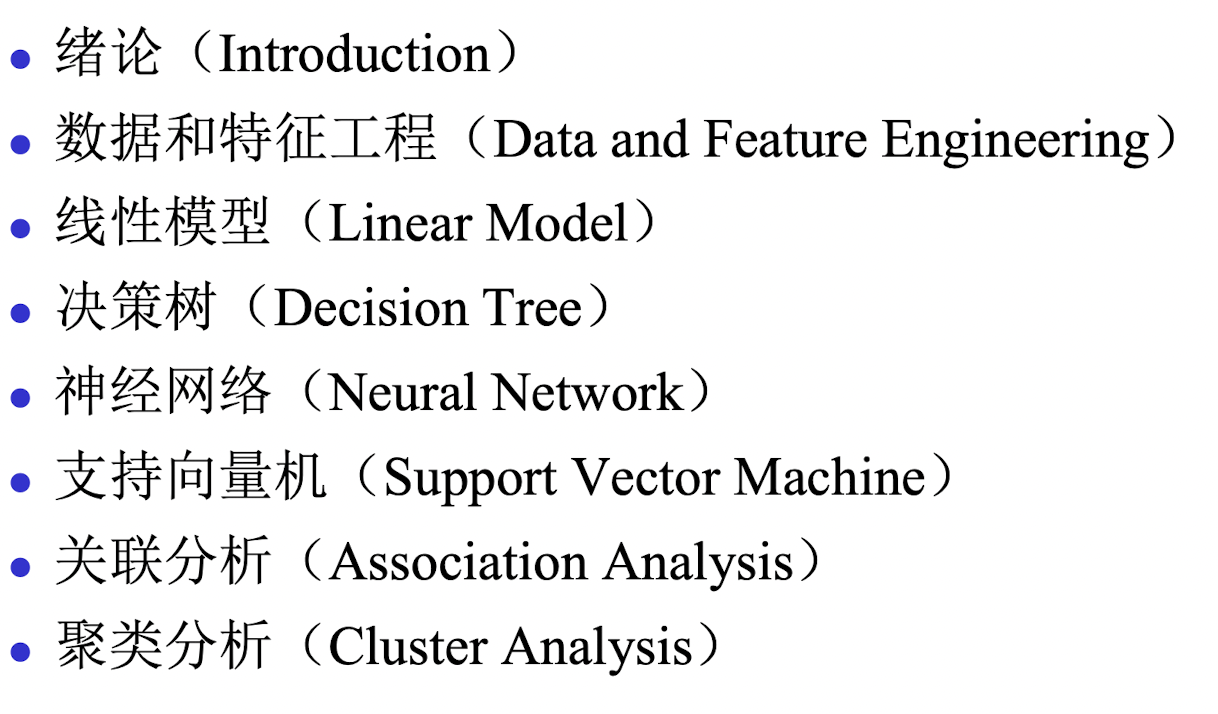 • 绪论（Introduction）
• 数据和特征工程（Data and Feature Engineering）
• 线性模型（Linear Model）
• 决策树（Decision Tree）
• 神经网络（Neural Network）
• 支持向量机（Support Vector Machine）
• 关联分析（Association Analysis）
• 聚类分析（Cluster Analysis）